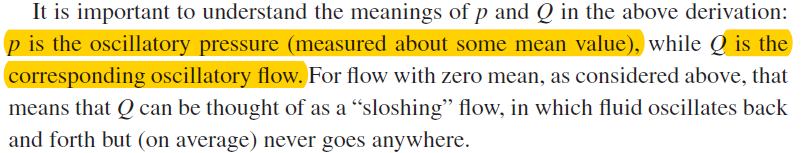 It is important to understand the meanings of p and Q in the above derivation:
p is the oscillatory pressure (measured about some mean value), while Q is the
corresponding oscillatory flow. For flow with zero mean, as considered above, that
means that Q can be thought of as a “sloshing” flow, in which fluid oscillates back
and forth but (on average) never goes anywhere.